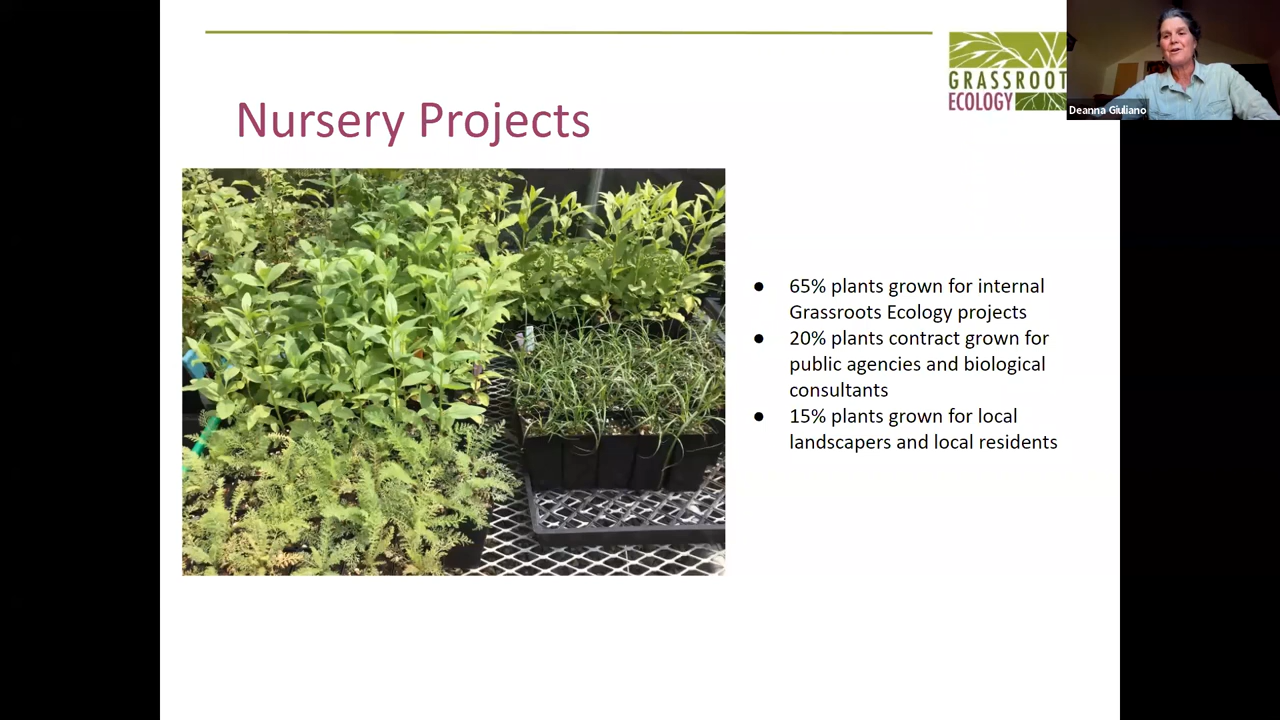 GRASSROOT
ECOLOGY
Deanna Giuliano
Nursery Projects
● 65% plants grown for internal
Grassroots Ecology projects
● 20% plants contract grown for
public agencies and biological
consultants
● 15% plants grown for local
landscapers and local residents